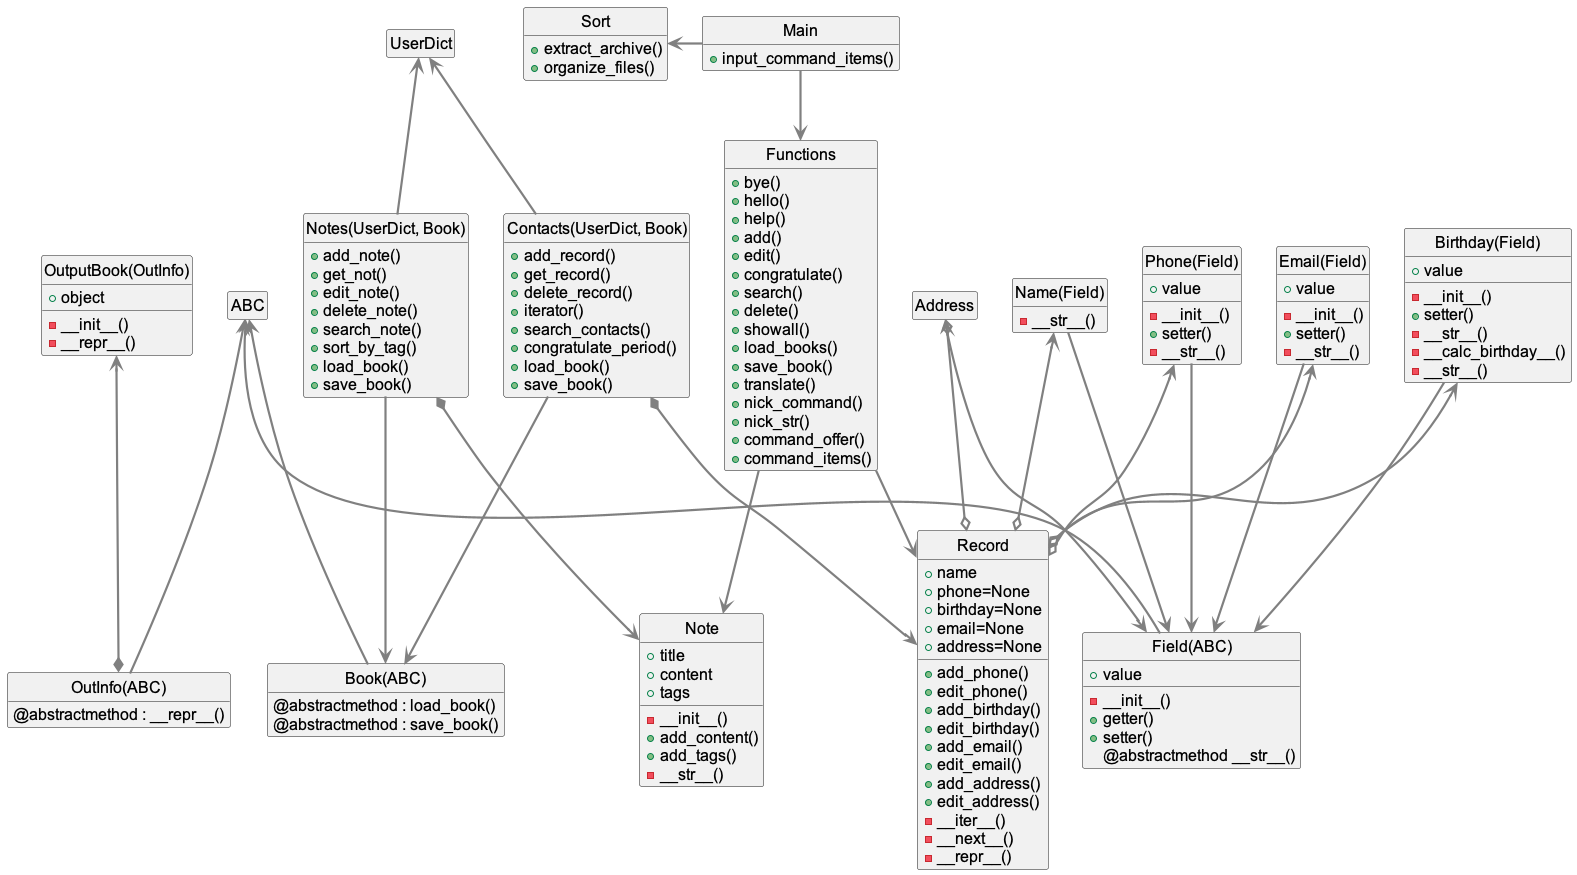 Sort
extract_archive()
organize_files()
Main
input_command_items()
UserDict
Functions
bye()
hello()
help()
add()
edit()
congratulate()
search()
delete()
showall()
load_books()
save_book()
translate()
nick_command()
nick_str()
command_offer()
command_items()
Notes(UserDict, Book)
add_note()
get_not()
edit_note()
delete_note()
search_note()
sort_by_tag()
load_book()
save_book()
Contacts(UserDict, Book)
add_record()
get_record()
delete_record()
iterator()
search_contacts()
congratulate_period()
load_book()
save_book()
OutputBook(OutInfo)
object
__init__()
__repr__()
ABC
Address
Name(Field)
__str__()
Phone(Field)
value
__init__()
setter()
__str__()
Email(Field)
value
__init__()
setter()
__str__()
Birthday(Field)
value
__init__()
setter()
__str__()
__calc_birthday__()
__str__()
OutInfo(ABC)
@abstractmethod : __repr__()
Book(ABC)
@abstractmethod : load_book()
@abstractmethod : save_book()
Note
title
content
tags
__init__()
add_content()
add_tags()
__str__()
Record
name
phone=None
birthday=None
email=None
address=None
add_phone()
edit_phone()
add_birthday()
edit_birthday()
add_email()
edit_email()
add_address()
edit_address()
__iter__()
__next__()
__repr__()
Field(ABC)
value
__init__()
getter()
setter()
@abstractmethod __str__()